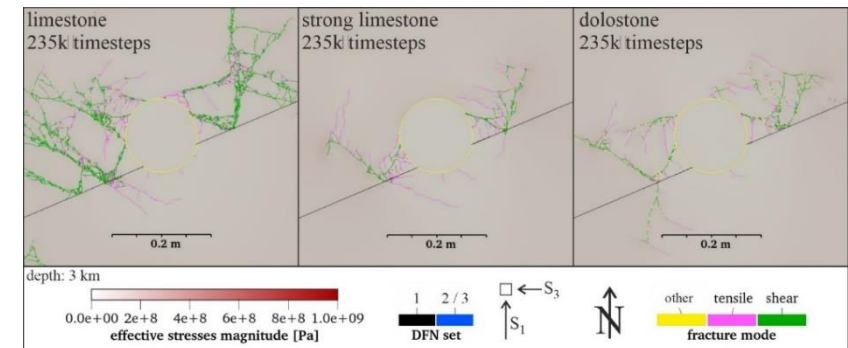 limestone
235k timesteps
strong limestone
235k timesteps
dolostone
235k timesteps
0.2 m
0.2 m
0.2 m
depth: 3 km
0.0e+00 2e+8 4e+8 6e+8 8e+8 1.0e+09
effective stresses magnitude [Pa]
1 2 / 3
DFN set
S3
S1
N
other tensile shear
fracture mode